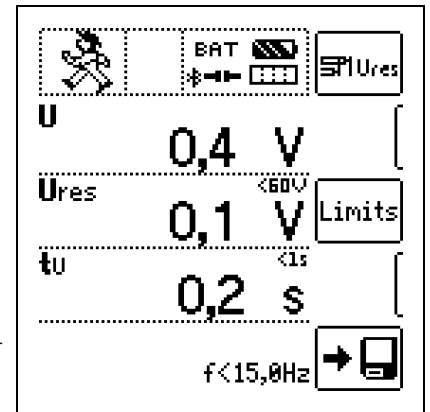 BAT
Ures
U
0,4 V
Ures <60V
0,1 V
Limits
tU <1s
0,2 s
f<15,0Hz